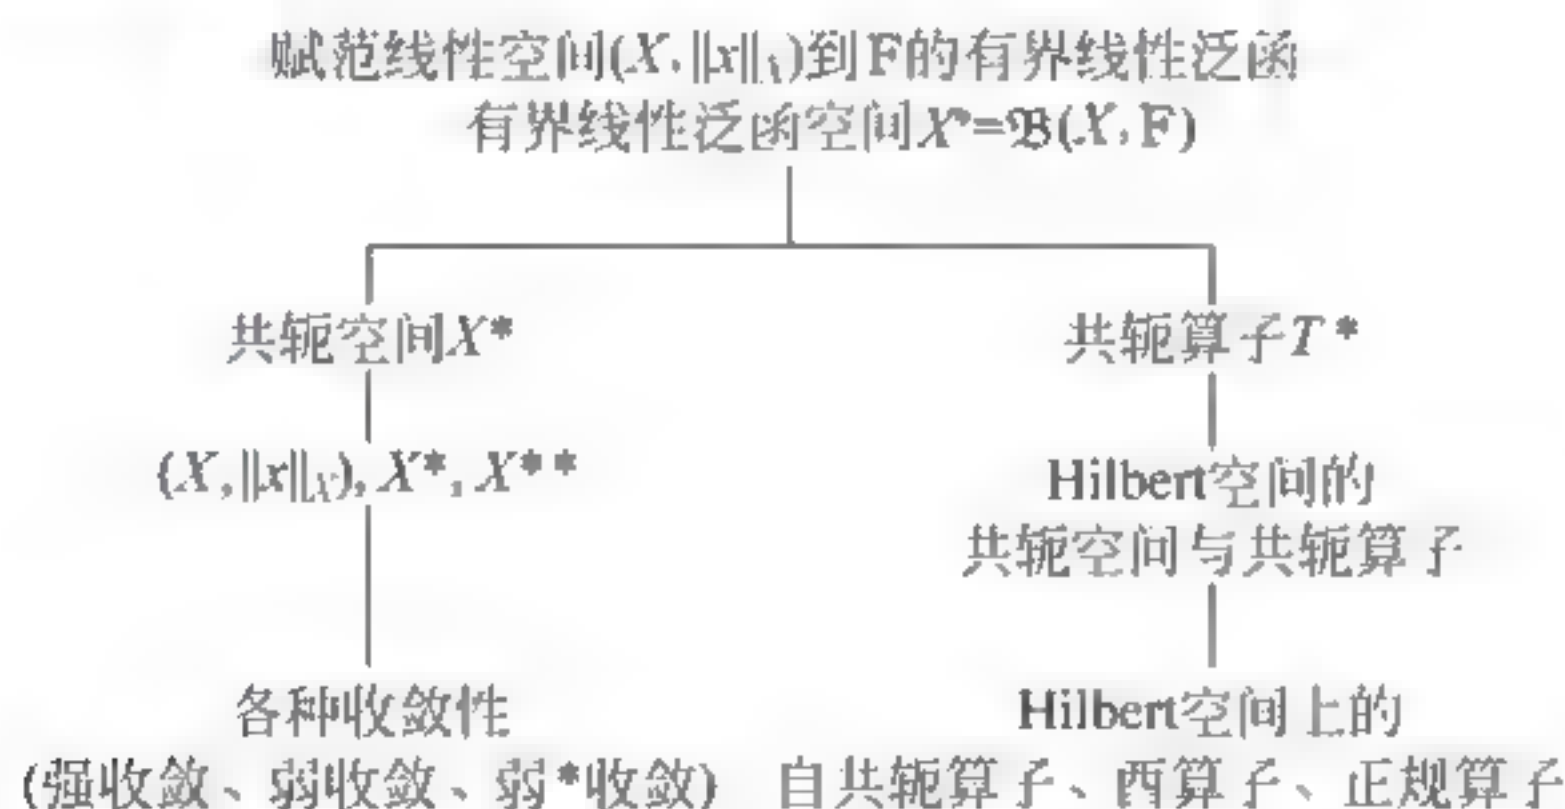 赋范线性空间(X,||x||X)到F的有界线性泛函
有界线性泛函空间X*=𝔅(X,F)
共轭空间X*
共轭算子T*
(X,||x||X), X*, X**
Hilbert空间的
共轭空间与共轭算子
各种收敛性
(强收敛、弱收敛、弱*收敛)
Hilbert空间上的
自共轭算子、酉算子、正规算子